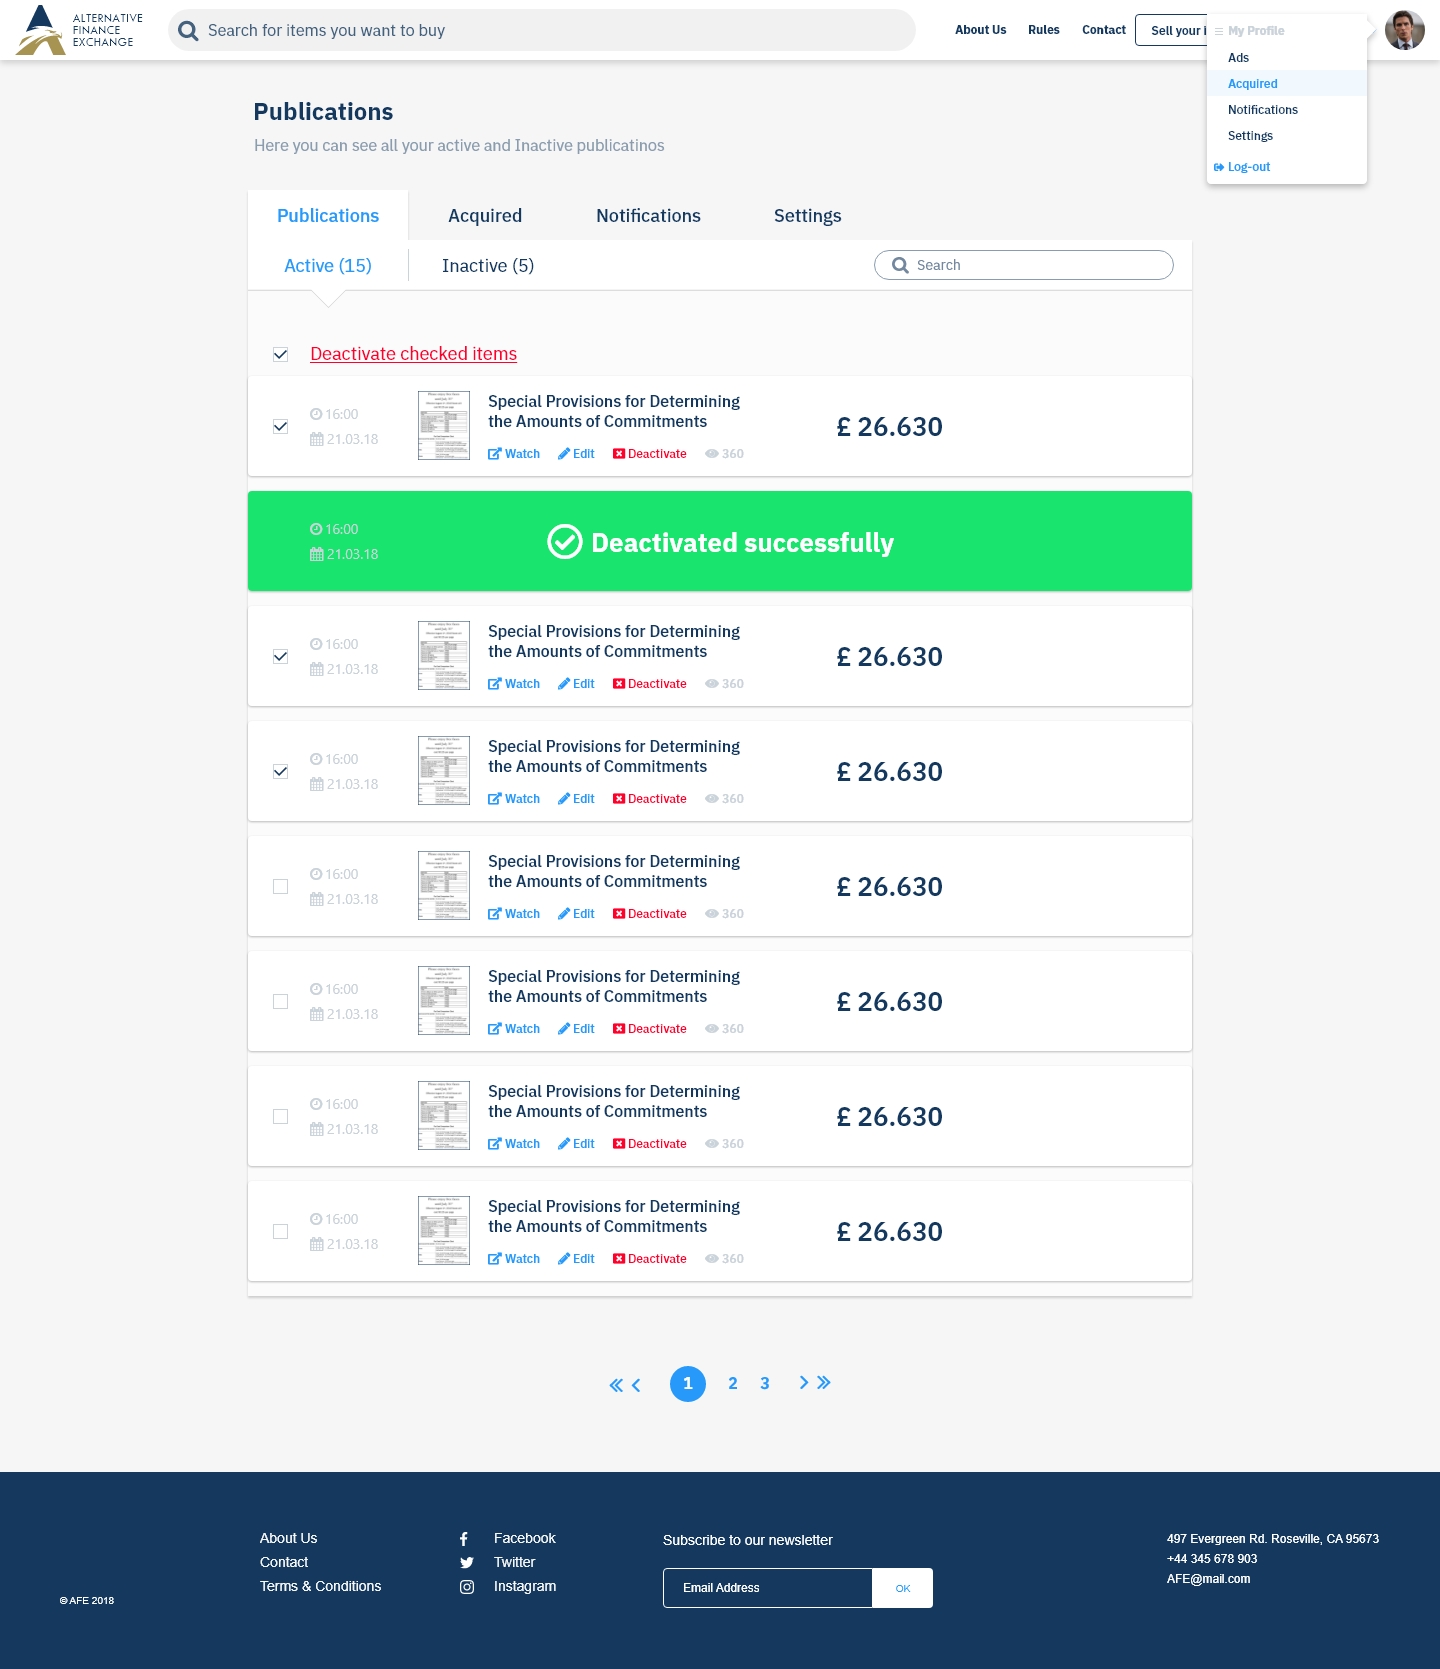 ALTERNATIVE
FINANCE
EXCHANGE
Search for items you want to buy
About Us
Rules
Contact
Sell your
My Profile
Ads
Acquired
Notifications
Settings
Log-out
Publications
Here you can see all your active and Inactive publicatinos
Publications
Acquired
Notifications
Settings
Active (15)
Inactive (5)
Search
Deactivate checked items
16:00
21.03.18
Special Provisions for Determining
the Amounts of Commitments
Watch
Edit
Deactivate
360
£ 26.630
16:00
21.03.18
Deactivated successfully
16:00
21.03.18
Special Provisions for Determining
the Amounts of Commitments
Watch
Edit
Deactivate
360
£ 26.630
16:00
21.03.18
Special Provisions for Determining
the Amounts of Commitments
Watch
Edit
Deactivate
360
£ 26.630
16:00
21.03.18
Special Provisions for Determining
the Amounts of Commitments
Watch
Edit
Deactivate
360
£ 26.630
16:00
21.03.18
Special Provisions for Determining
the Amounts of Commitments
Watch
Edit
Deactivate
360
£ 26.630
16:00
21.03.18
Special Provisions for Determining
the Amounts of Commitments
Watch
Edit
Deactivate
360
£ 26.630
16:00
21.03.18
Special Provisions for Determining
the Amounts of Commitments
Watch
Edit
Deactivate
360
£ 26.630
1
2
3
About Us
Contact
Terms & Conditions
Facebook
Twitter
Instagram
Subscribe to our newsletter
Email Address
OK
497 Evergreen Rd. Roseville, CA 95673
+44 345 678 903
AFE@mail.com
© AFE 2018